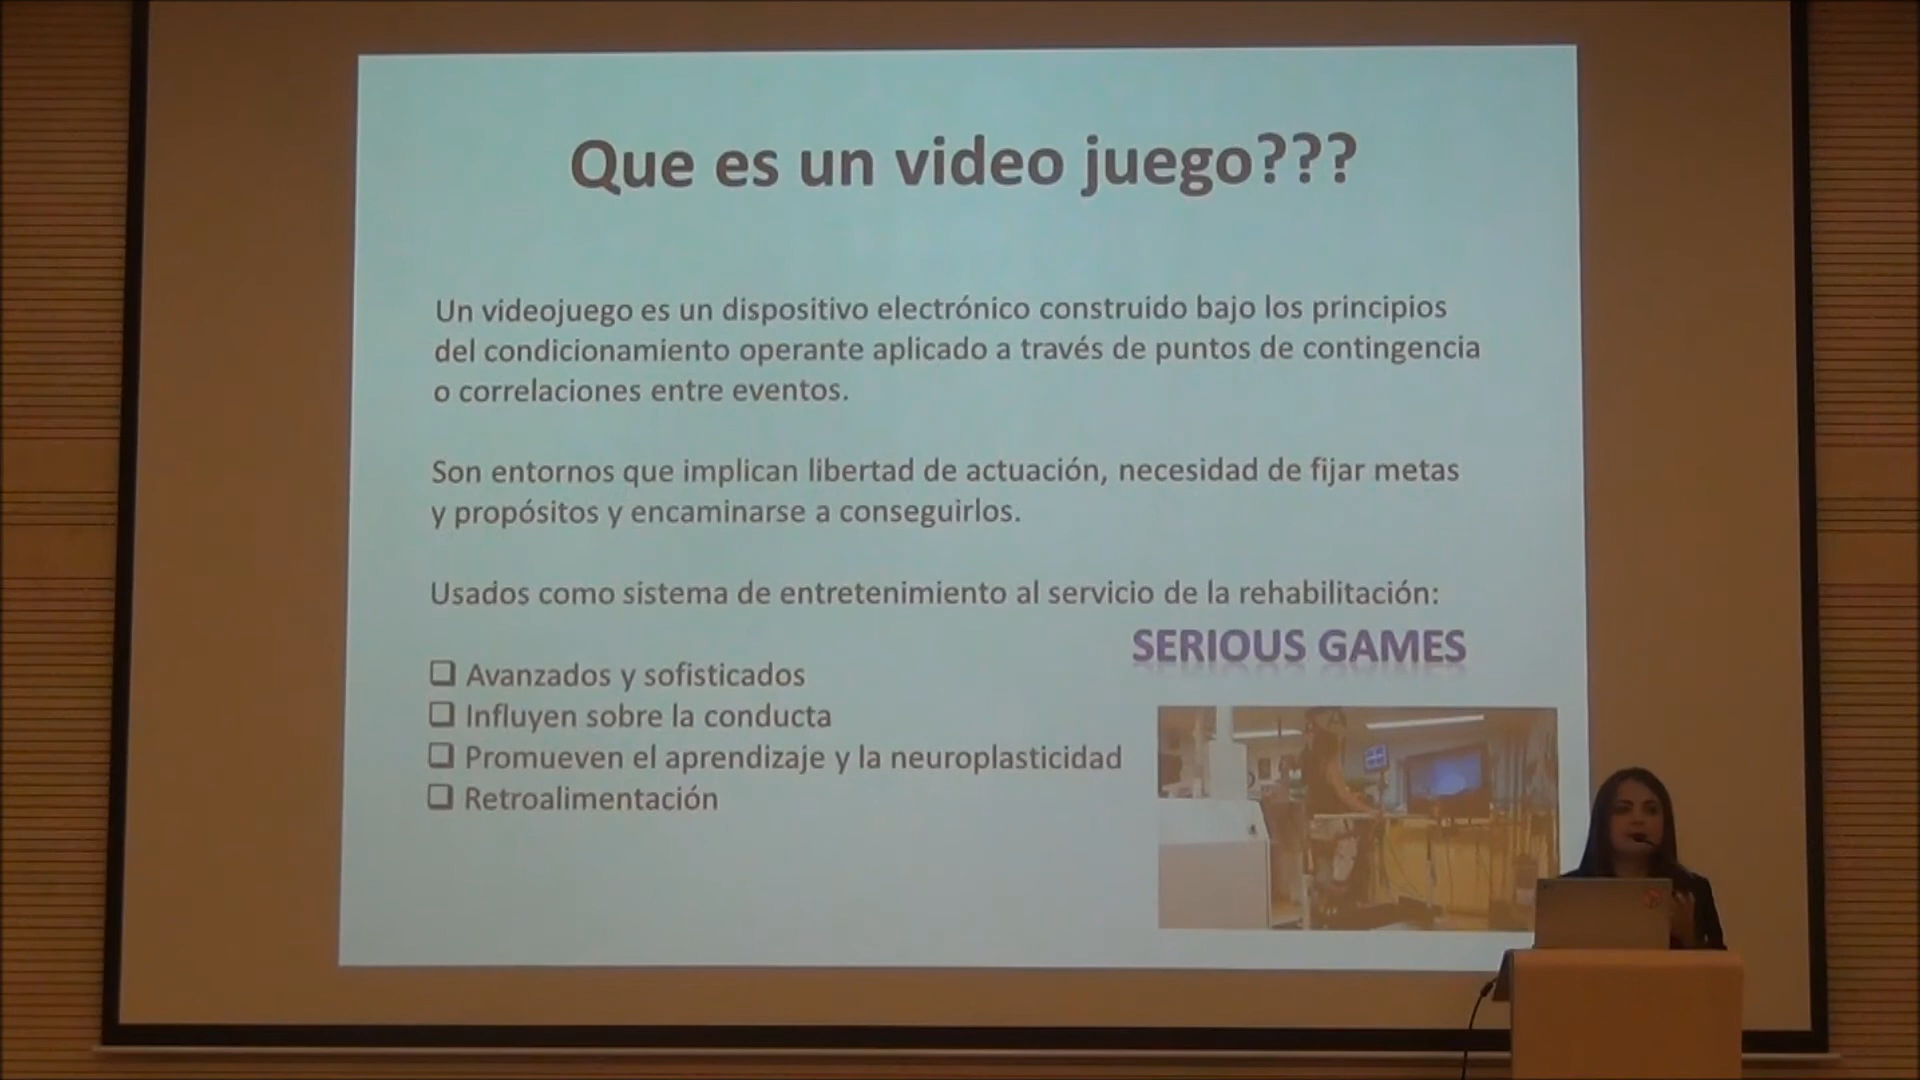 Que es un video juego???
Un videojuego es un dispositivo electrónico construido bajo los principios
del condicionamiento operante aplicado a través de puntos de contingencia
o correlaciones entre eventos.
Son entornos que implican libertad de actuación, necesidad de fijar metas
y propósitos y encaminarse a conseguirlos.
Usados como sistema de entretenimiento al servicio de la rehabilitación:
SERIOUS GAMES
❑ Avanzados y sofisticados
❑ Influyen sobre la conducta
❑ Promueven el aprendizaje y la neuroplasticidad
❑ Retroalimentación